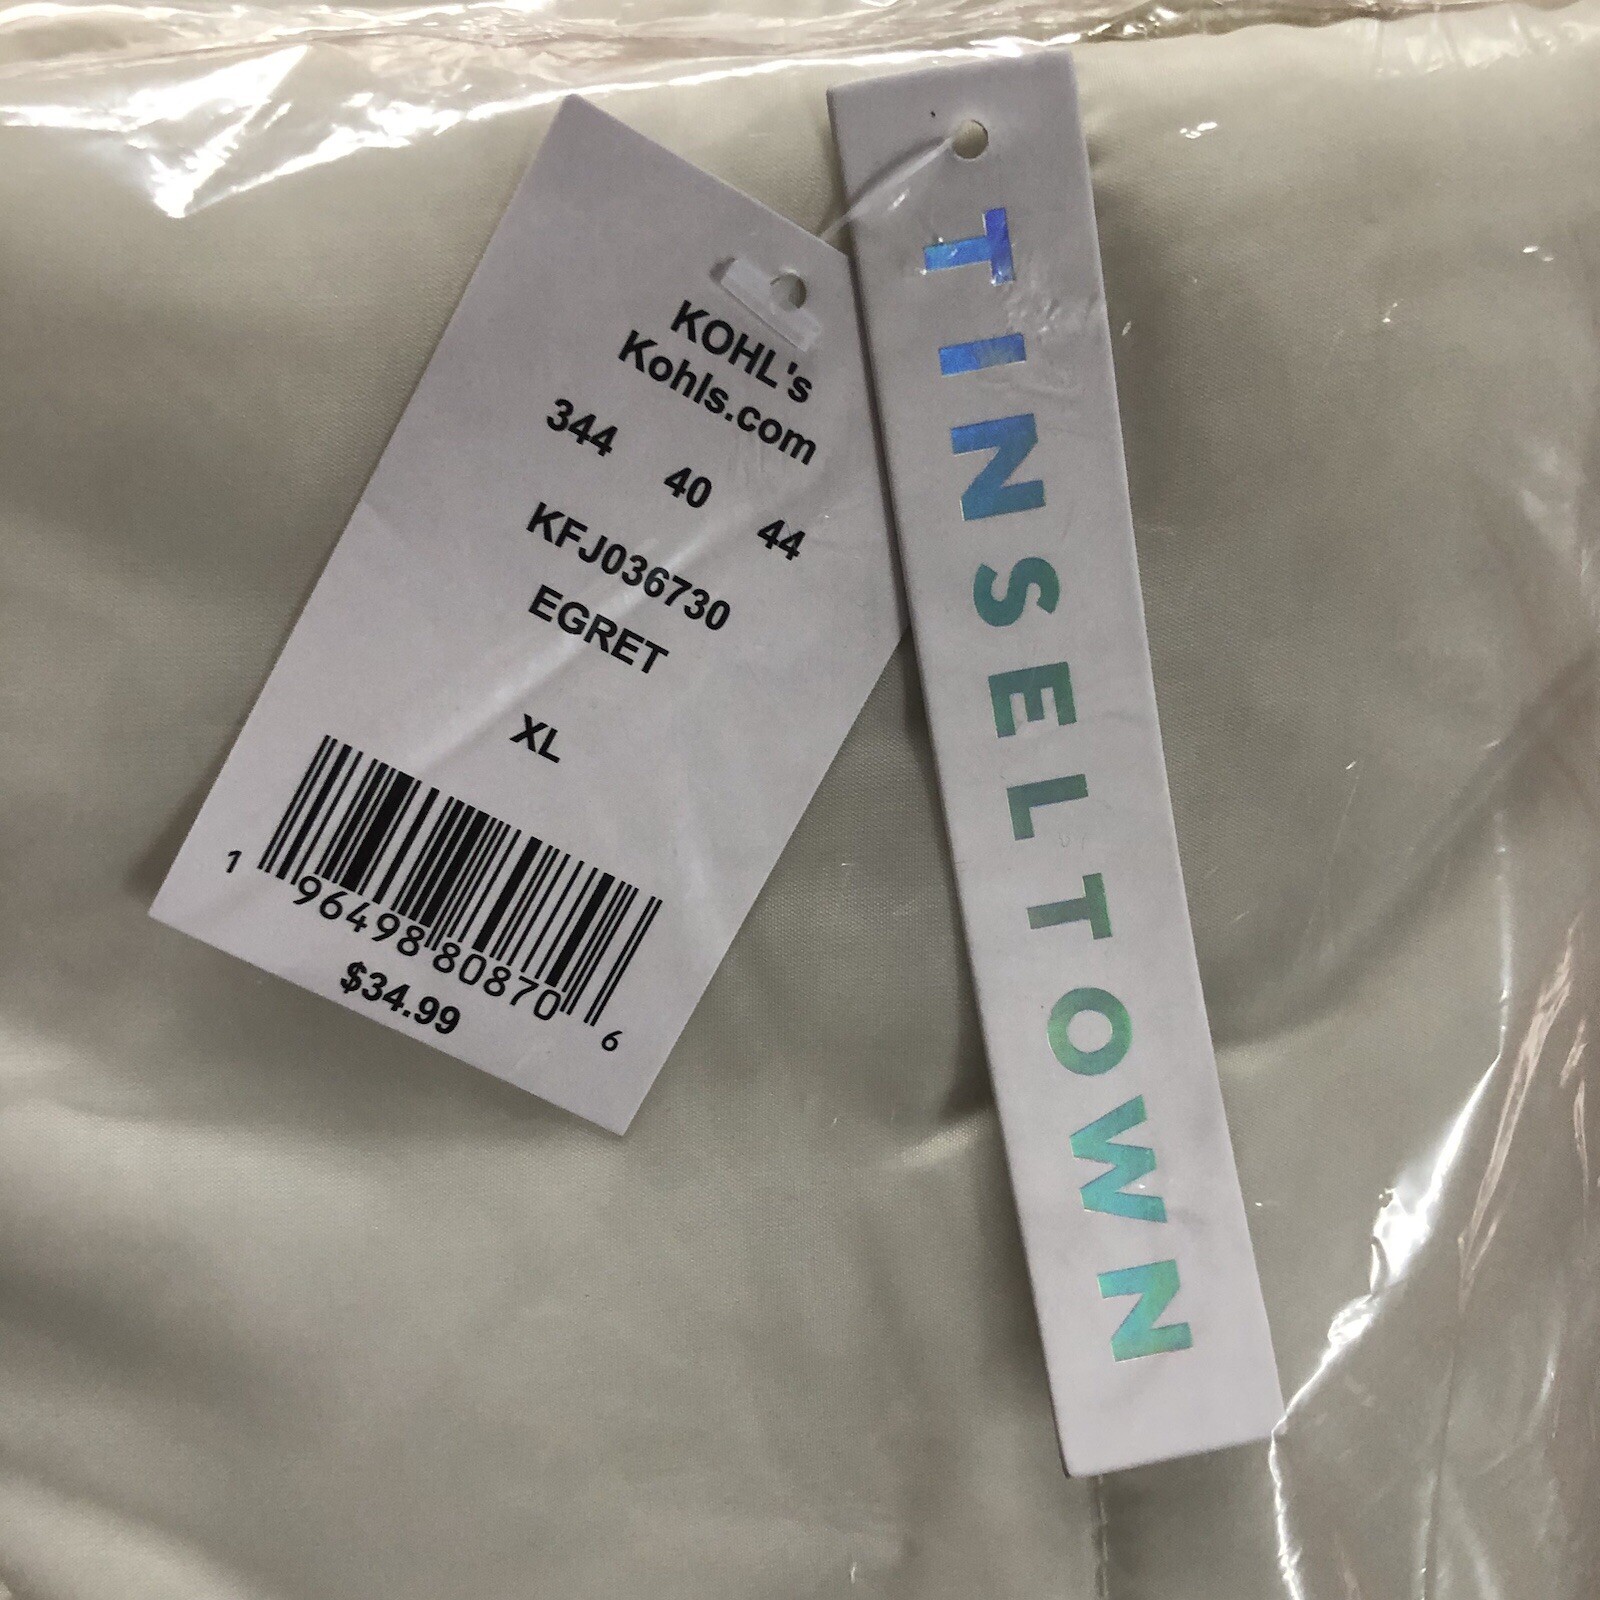 KOHL's
Kohls.com
344 40 44
KFJ036730
EGRET
XL
1 96498 80870 6
$34.99
TINSELTOWN